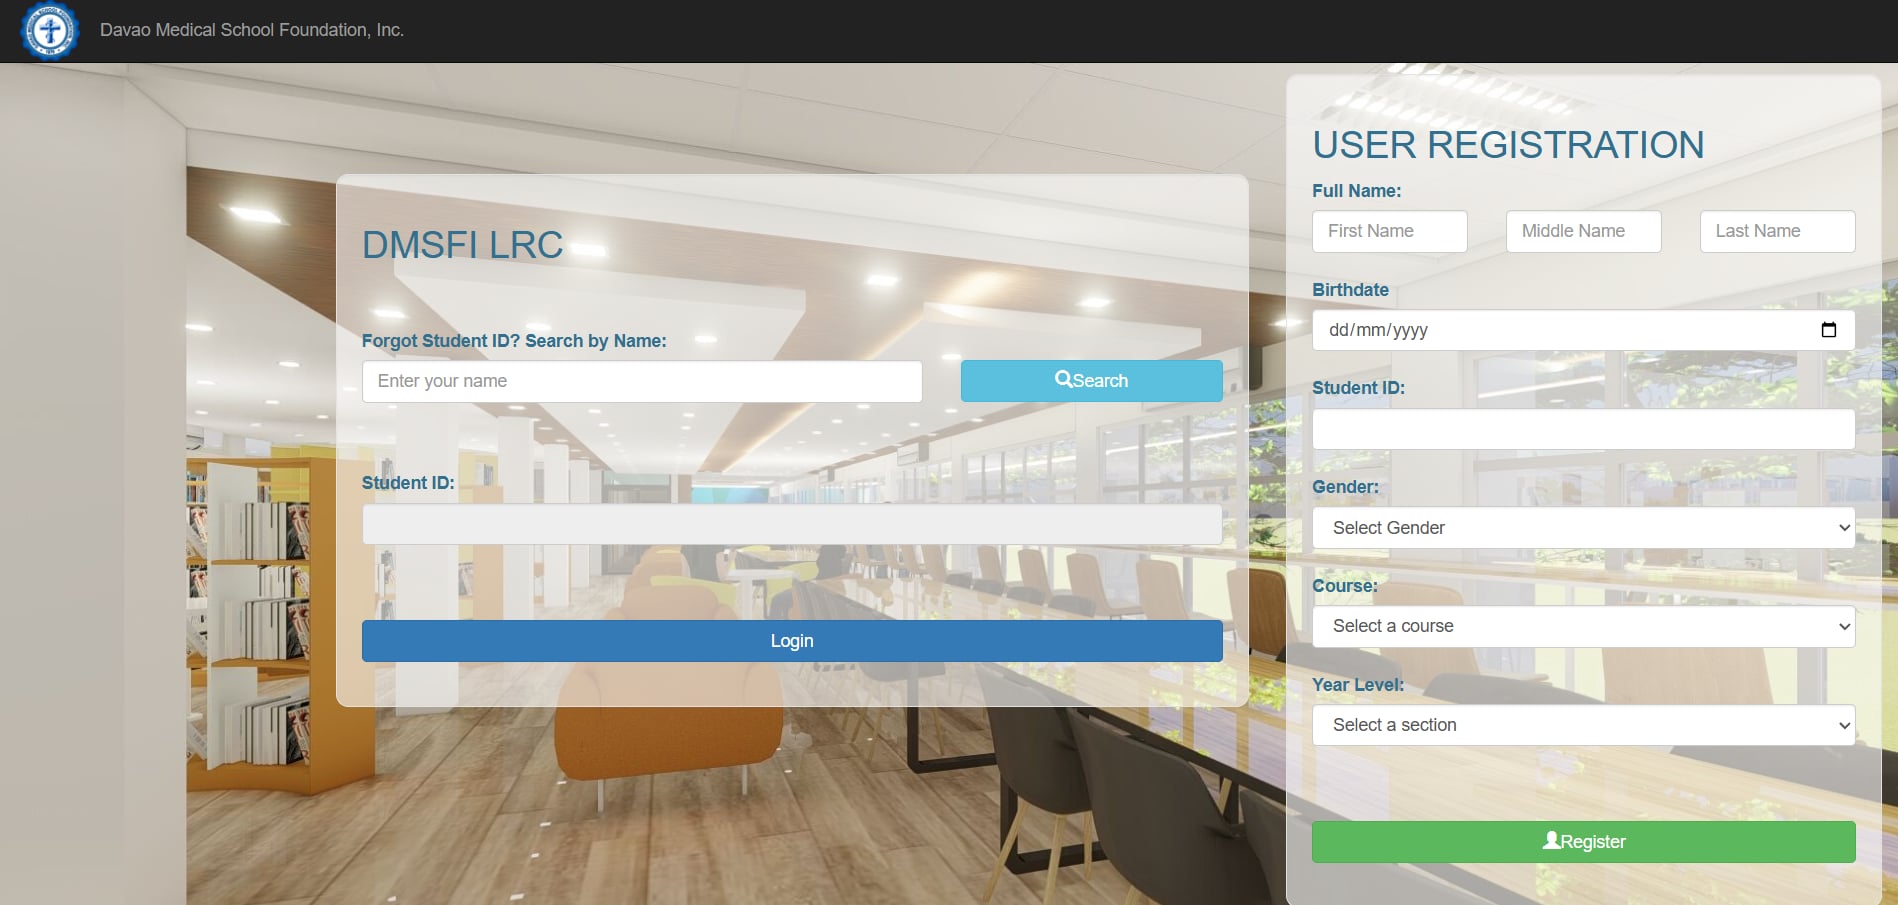 Davao Medical School Foundation, Inc.
DMSFI LRC
Forgot Student ID? Search by Name:
Enter your name
Search
Student ID:
Login
USER REGISTRATION
Full Name:
First Name Middle Name Last Name
Birthdate
dd/mm/yyyy
Student ID:
Gender:
Select Gender
Course:
Select a course
Year Level:
Select a section
Register